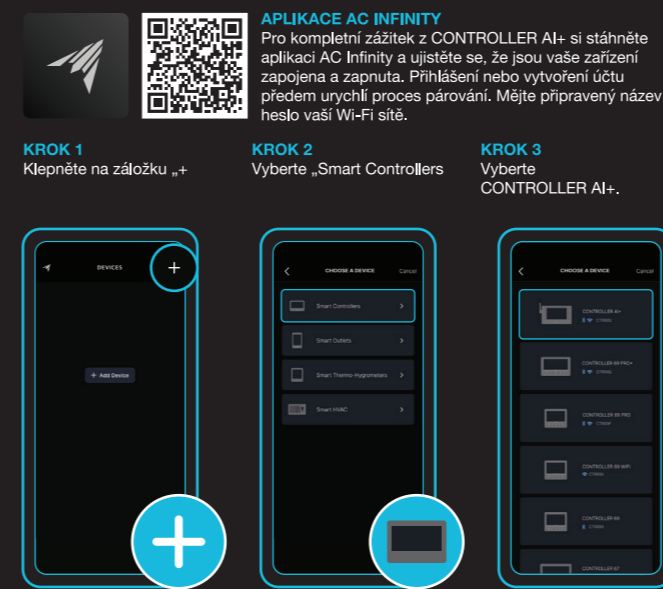 APLIKACE AC INFINITY
Pro kompletní zážitek z CONTROLLER AI+ si stáhněte
aplikaci AC Infinity a ujistěte se, že jsou vaše zařízení
zapojena a zapnuta. Přihlášení nebo vytvoření účtu
předem urychlí proces párování. Mějte připravený název
heslo vaší Wi-Fi sítě.
KROK 1
Klepněte na záložku „+
KROK 2
Vyberte „Smart Controllers
KROK 3
Vyberte
CONTROLLER AI+.
DEVICES
+
+ Add Device
CHOOSE A DEVICE Cancel
Smart Controllers
Smart Outlets
Smart Thermo-Hygrometers
Smart HVAC
CHOOSE A DEVICE Cancel
CONTROLLER AI+
CONTROLLER 69 PRO+
CONTROLLER 69 PRO
CONTROLLER 69 WIFI
CONTROLLER 69
CONTROLLER 67